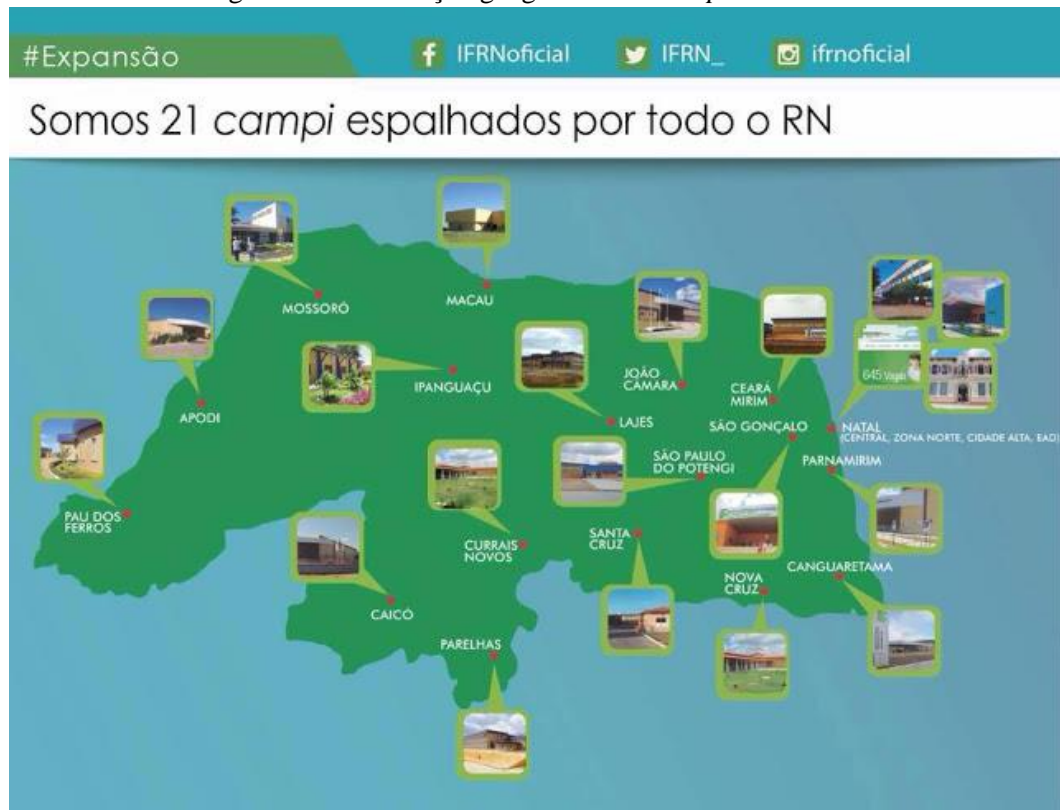 #Expansão
IFRNoficial
IFRN_
ifrnoficial
Somos 21 campi espalhados por todo o RN
MOSSORÓ
MACAU
APODI
IPANGUAÇU
JOÃO
CÂMARA
CEARÁ
MIRIM
645 Vagas
LAJES
SÃO GONÇALO
NATAL
(CENTRAL, ZONA NORTE, CIDADE ALTA, EAD)
SÃO PAULO
DO POTENGI
PARNAMIRIM
PAU DOS
FERROS
CURRAIS
NOVOS
SANTA
CRUZ
CANGUARETAMA
NOVA
CRUZ
CAICÓ
PARELHAS